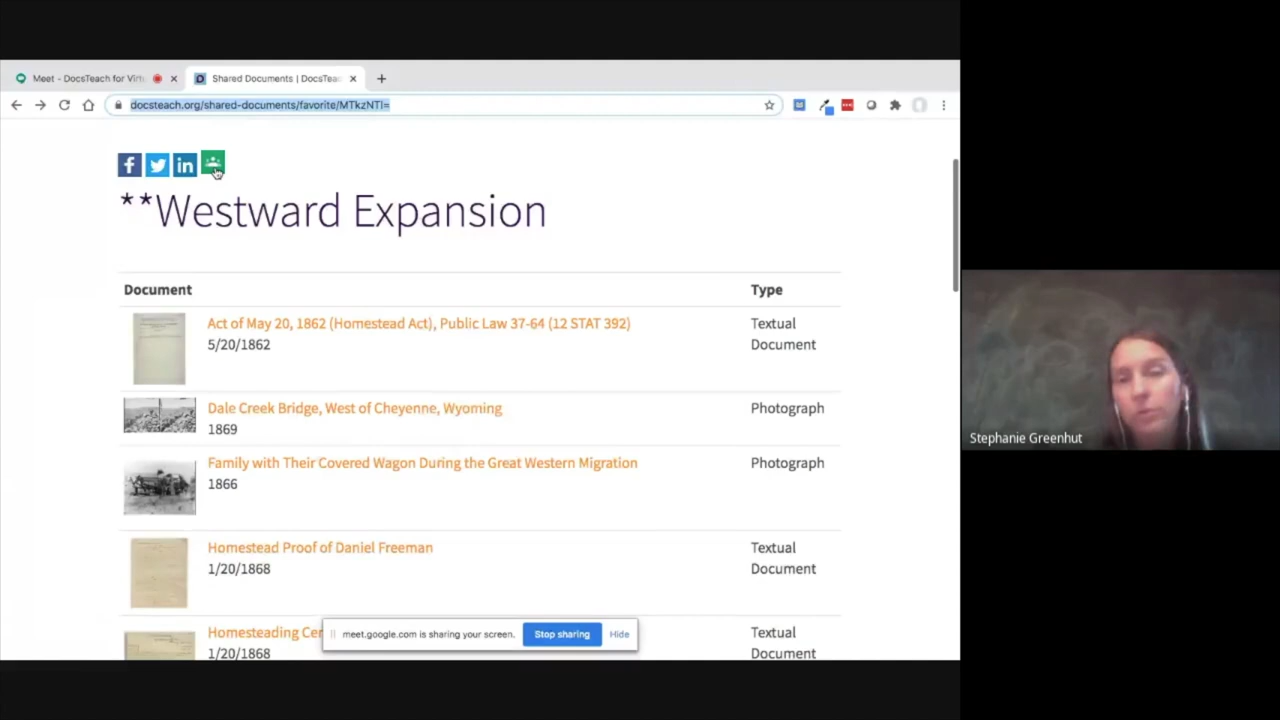 Meet - DocsTeach for Virtu
Shared Documents | DocsTeac
docsteach.org/shared-documents/favorite/MTkzNTI=
**Westward Expansion
Document Type
Act of May 20, 1862 (Homestead Act), Public Law 37-64 (12 STAT 392) Textual
5/20/1862 Document
Dale Creek Bridge, West of Cheyenne, Wyoming Photograph
1869
Family with Their Covered Wagon During the Great Western Migration Photograph
1866
Homestead Proof of Daniel Freeman Textual
1/20/1868 Document
Homesteading Cer Textual
1/20/1868 Document
meet.google.com is sharing your screen. Stop sharing Hide
Stephanie Greenhut